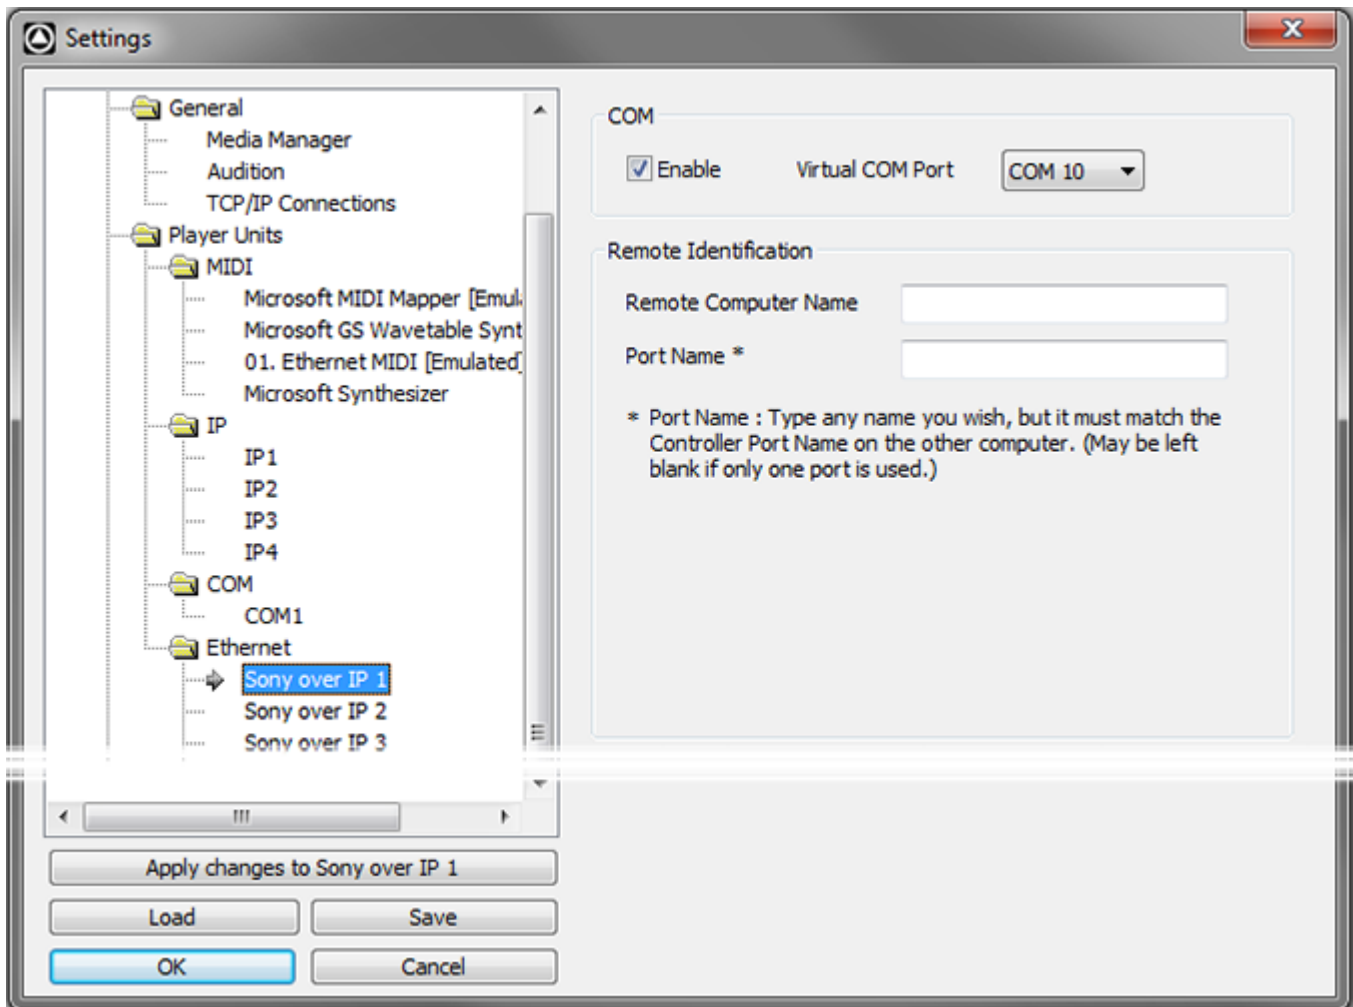 Settings
General
Media Manager
Audition
TCP/IP Connections
Player Units
MIDI
Microsoft MIDI Mapper [Emul
Microsoft GS Wavetable Synt
01. Ethernet MIDI [Emulated]
Microsoft Synthesizer
IP
IP1
IP2
IP3
IP4
COM
COM1
Ethernet
Sony over IP 1
Sony over IP 2
Sony over IP 3
Apply changes to Sony over IP 1
Load
Save
OK
Cancel
COM
Enable
Virtual COM Port
COM 10
Remote Identification
Remote Computer Name
Port Name *
* Port Name : Type any name you wish, but it must match the
Controller Port Name on the other computer. (May be left
blank if only one port is used.)